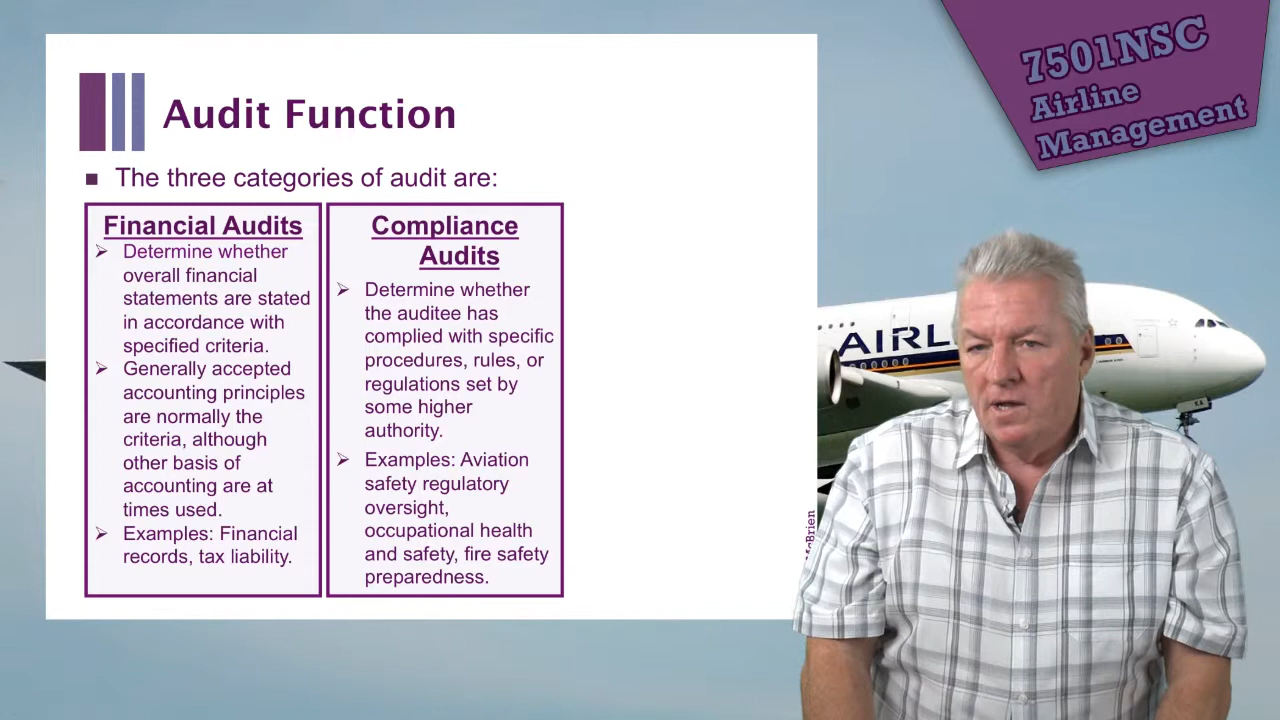 7501NSC
Airline
Management
Audit Function
■ The three categories of audit are:
Financial Audits
➢ Determine whether
overall financial
statements are stated
in accordance with
specified criteria.
➢ Generally accepted
accounting principles
are normally the
criteria, although
other basis of
accounting are at
times used.
➢ Examples: Financial
records, tax liability.
Compliance
Audits
➢ Determine whether
the auditee has
complied with specific
procedures, rules, or
regulations set by
some higher
authority.
➢ Examples: Aviation
safety regulatory
oversight,
occupational health
and safety, fire safety
preparedness.
AIRL
KA